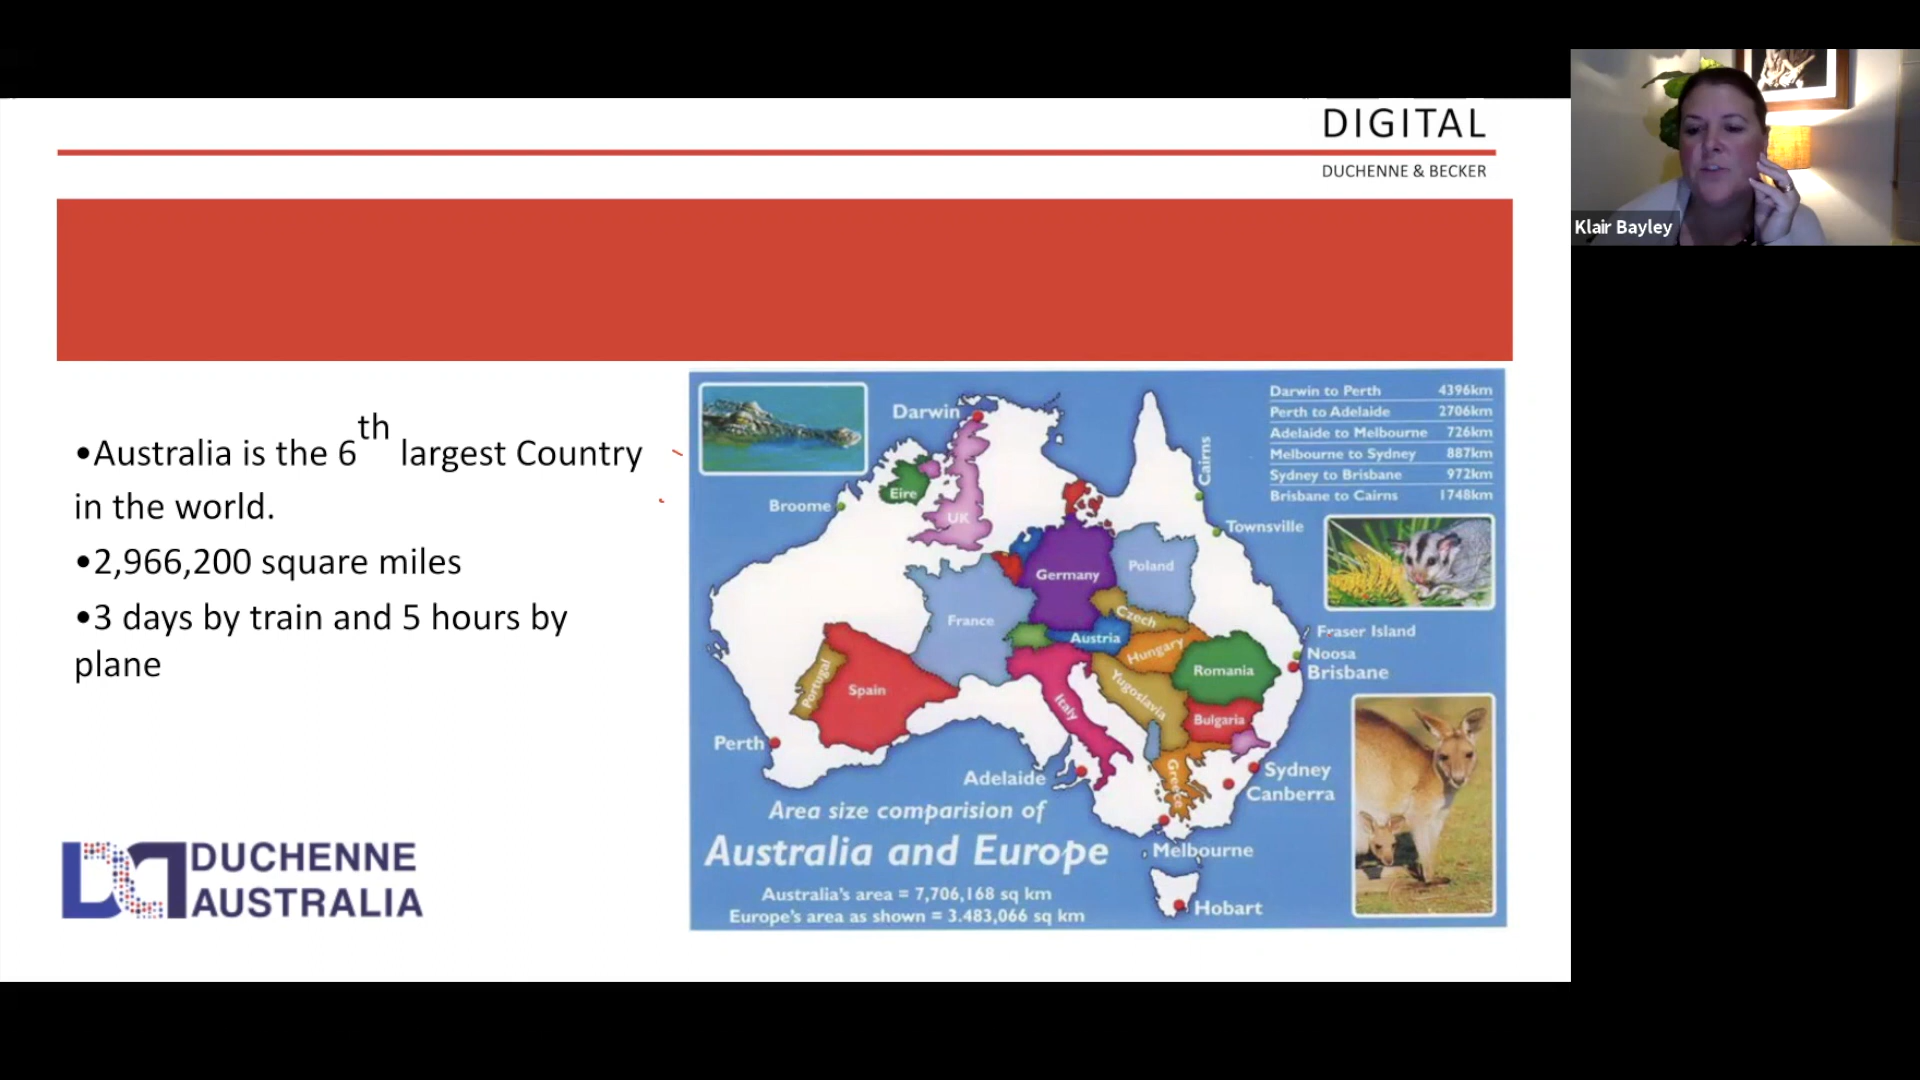 DIGITAL
DUCHENNE & BECKER
Klair Bayley
•Australia is the 6th largest Country
in the world.
•2,966,200 square miles
•3 days by train and 5 hours by
plane
DUCHENNE
AUSTRALIA
Darwin to Perth 4396km
Perth to Adelaide 2706km
Adelaide to Melbourne 726km
Melbourne to Sydney 887km
Sydney to Brisbane 972km
Brisbane to Cairns 1748km
Darwin
Cairns
Eire
Broome
UK
Townsville
Germany
Poland
France
Czech
Austria
Hungary
Fraser Island
Noosa
Brisbane
Portugal
Spain
Romania
Yugoslavia
Italy
Bulgaria
Perth
Adelaide
Greece
Sydney
Canberra
Melbourne
Hobart
Area size comparision of
Australia and Europe
Australia's area = 7,706,168 sq km
Europe's area as shown = 3.483,066 sq km